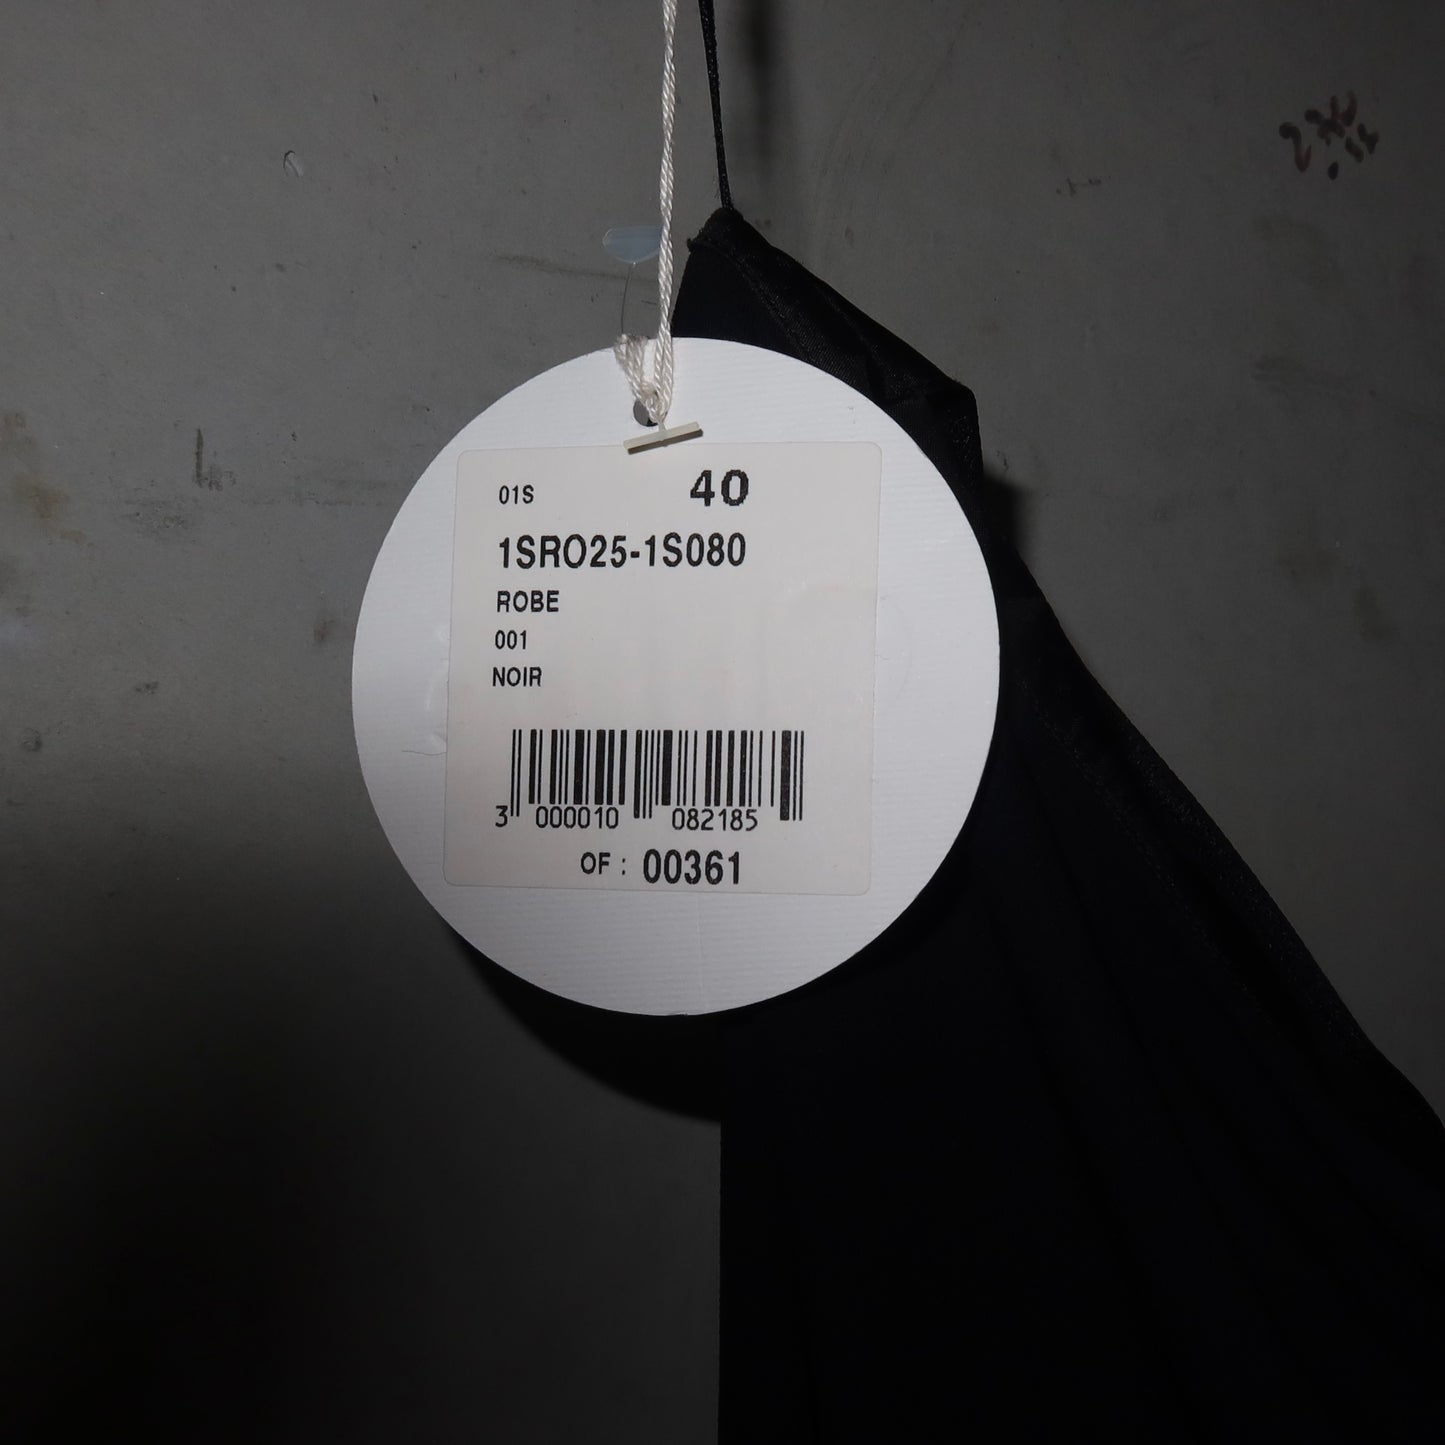 01S 40
1SRO25-1S080
ROBE
001
NOIR
3 000010 082185
OF : 00361